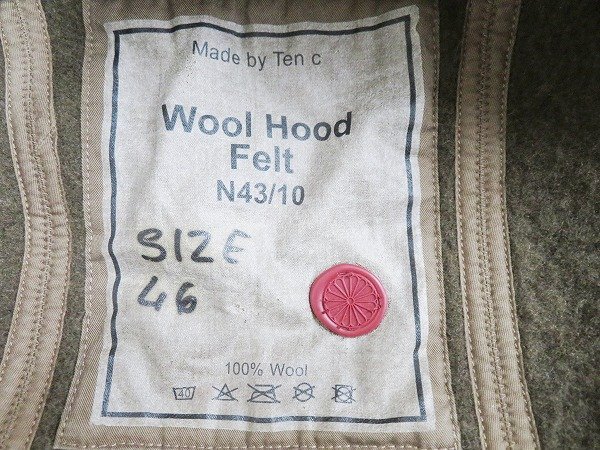 Made by Ten c
Wool Hood
Felt
N43/10
SIZE
46
100% Wool
40